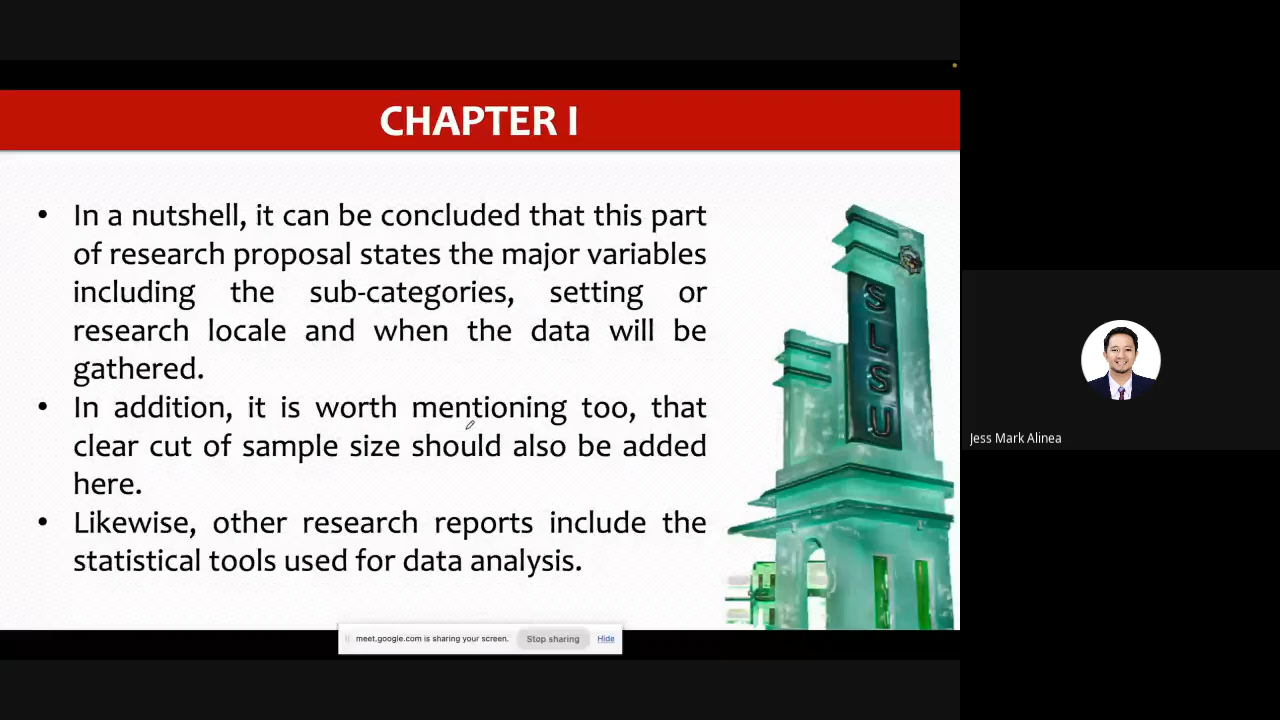 CHAPTER I
• In a nutshell, it can be concluded that this part
of research proposal states the major variables
including the sub-categories, setting or
research locale and when the data will be
gathered.
• In addition, it is worth mentioning too, that
clear cut of sample size should also be added
here.
• Likewise, other research reports include the
statistical tools used for data analysis.
SLSU
Jess Mark Alinea
meet.google.com is sharing your screen. Stop sharing Hide